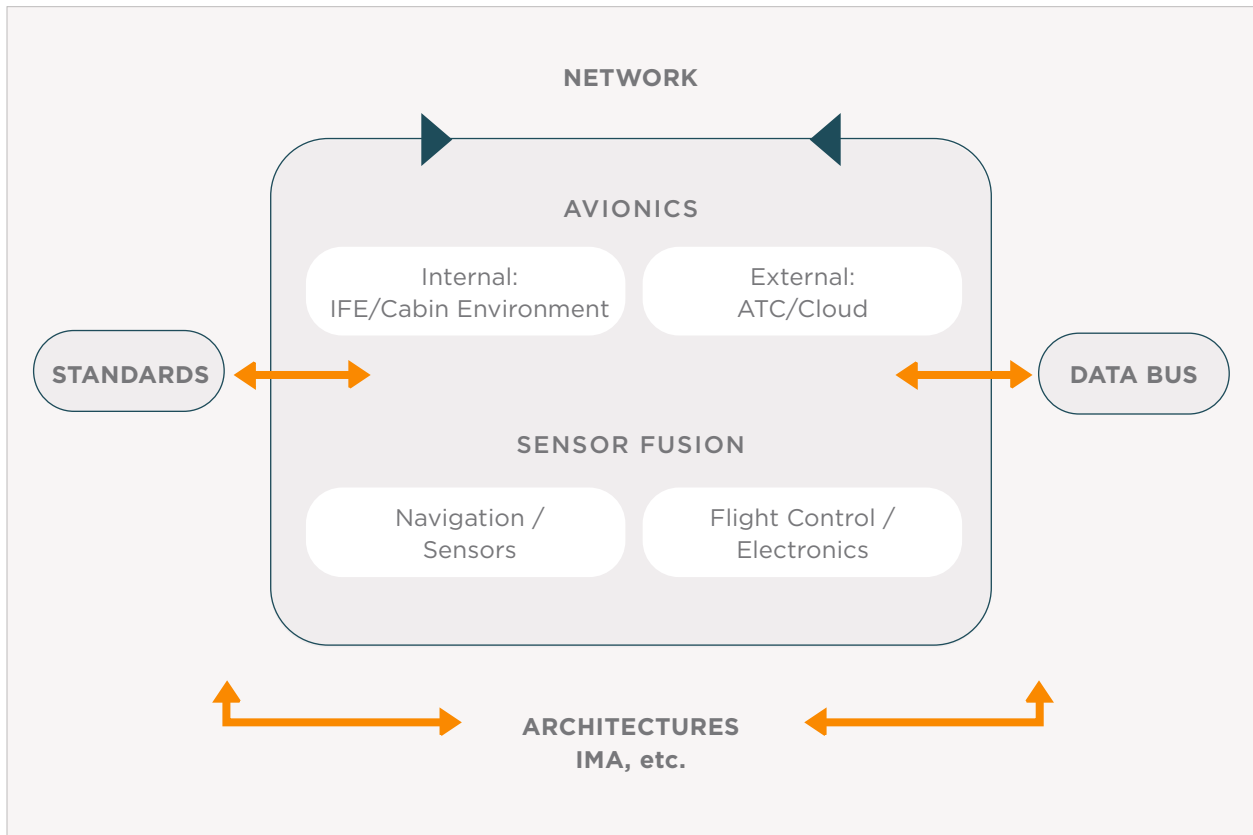 NETWORK
AVIONICS
Internal:
IFE/Cabin Environment
External:
ATC/Cloud
STANDARDS
DATA BUS
SENSOR FUSION
Navigation /
Sensors
Flight Control /
Electronics
ARCHITECTURES
IMA, etc.